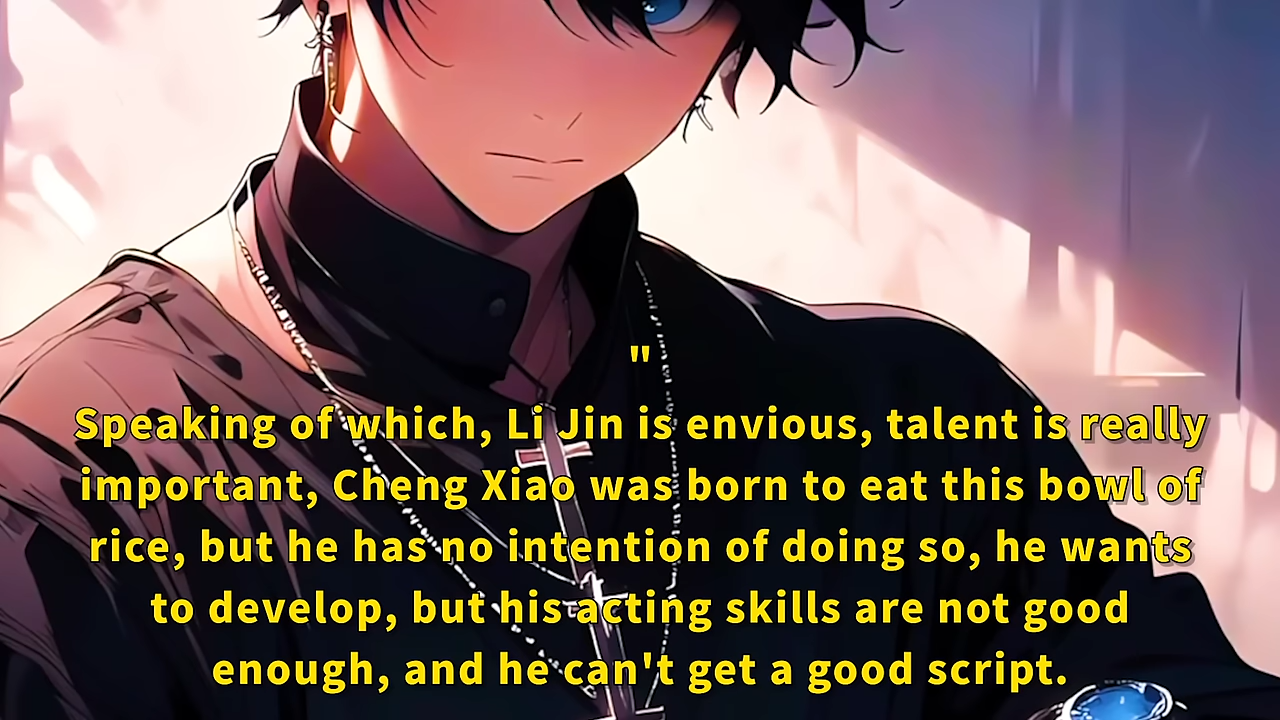 "
Speaking of which, Li Jin is envious, talent is really
important, Cheng Xiao was born to eat this bowl of
rice, but he has no intention of doing so, he wants
to develop, but his acting skills are not good
enough, and he can't get a good script.